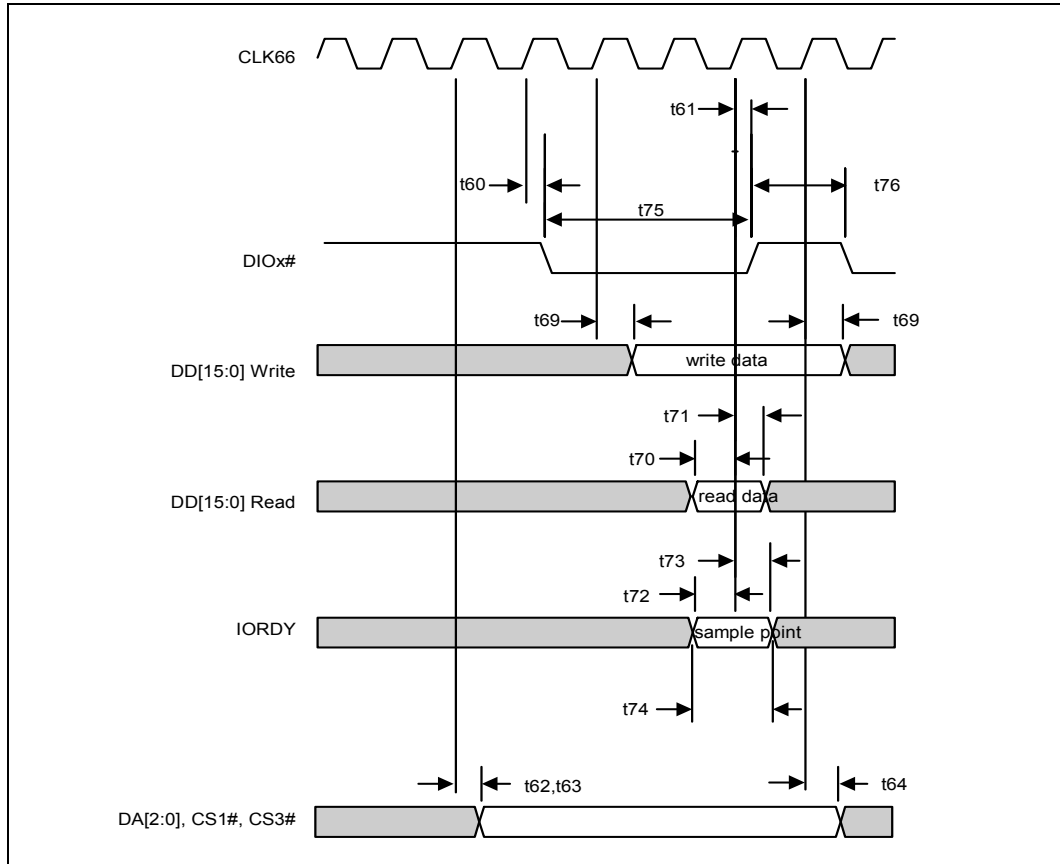 CLK66
t61
t60
t76
t75
DIOx#
t69
t69
DD[15:0] Write
write data
t71
t70
DD[15:0] Read
read data
t73
t72
IORDY
sample point
t74
t62,t63
t64
DA[2:0], CS1#, CS3#